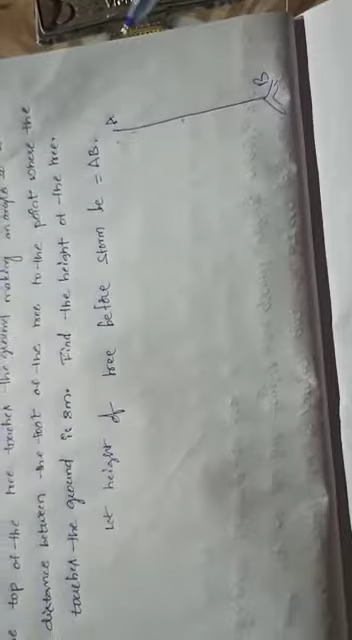 top of the tree touches the ground making an angle
distance between the foot of the tree to the point where the
touches the ground is 8m. Find the height of the tree.
Let height of tree before storm be = AB.
A
B